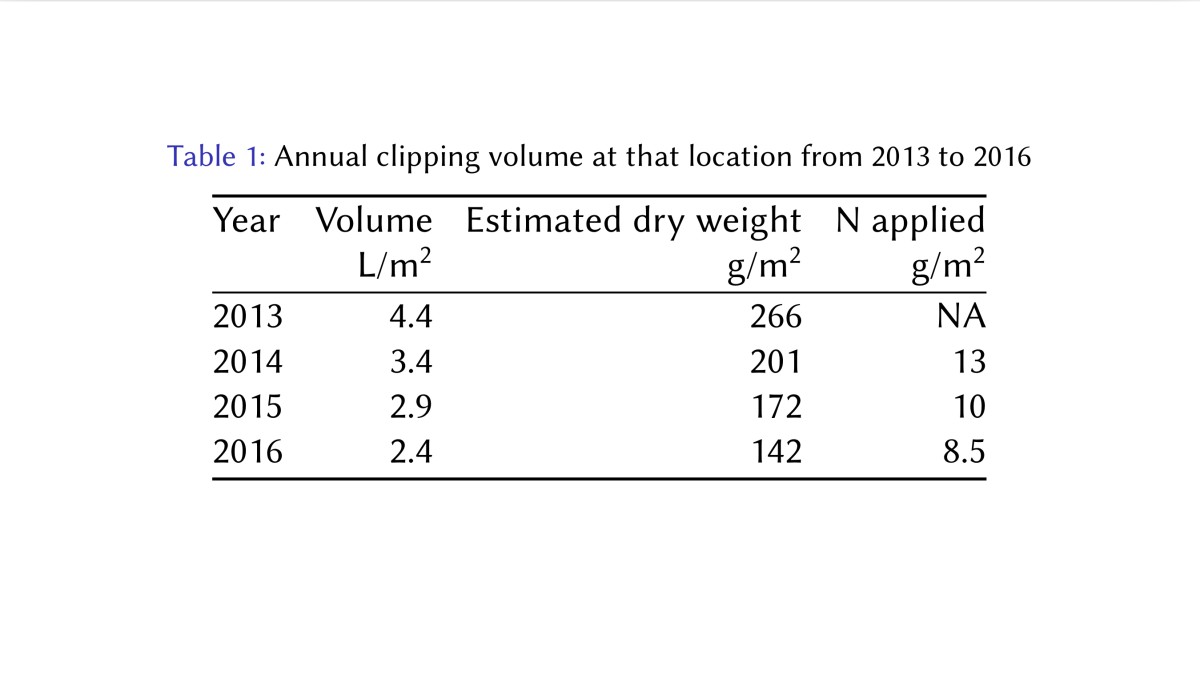 Table 1: Annual clipping volume at that location from 2013 to 2016
Year Volume Estimated dry weight N applied
L/m² g/m² g/m²
2013 4.4 266 NA
2014 3.4 201 13
2015 2.9 172 10
2016 2.4 142 8.5